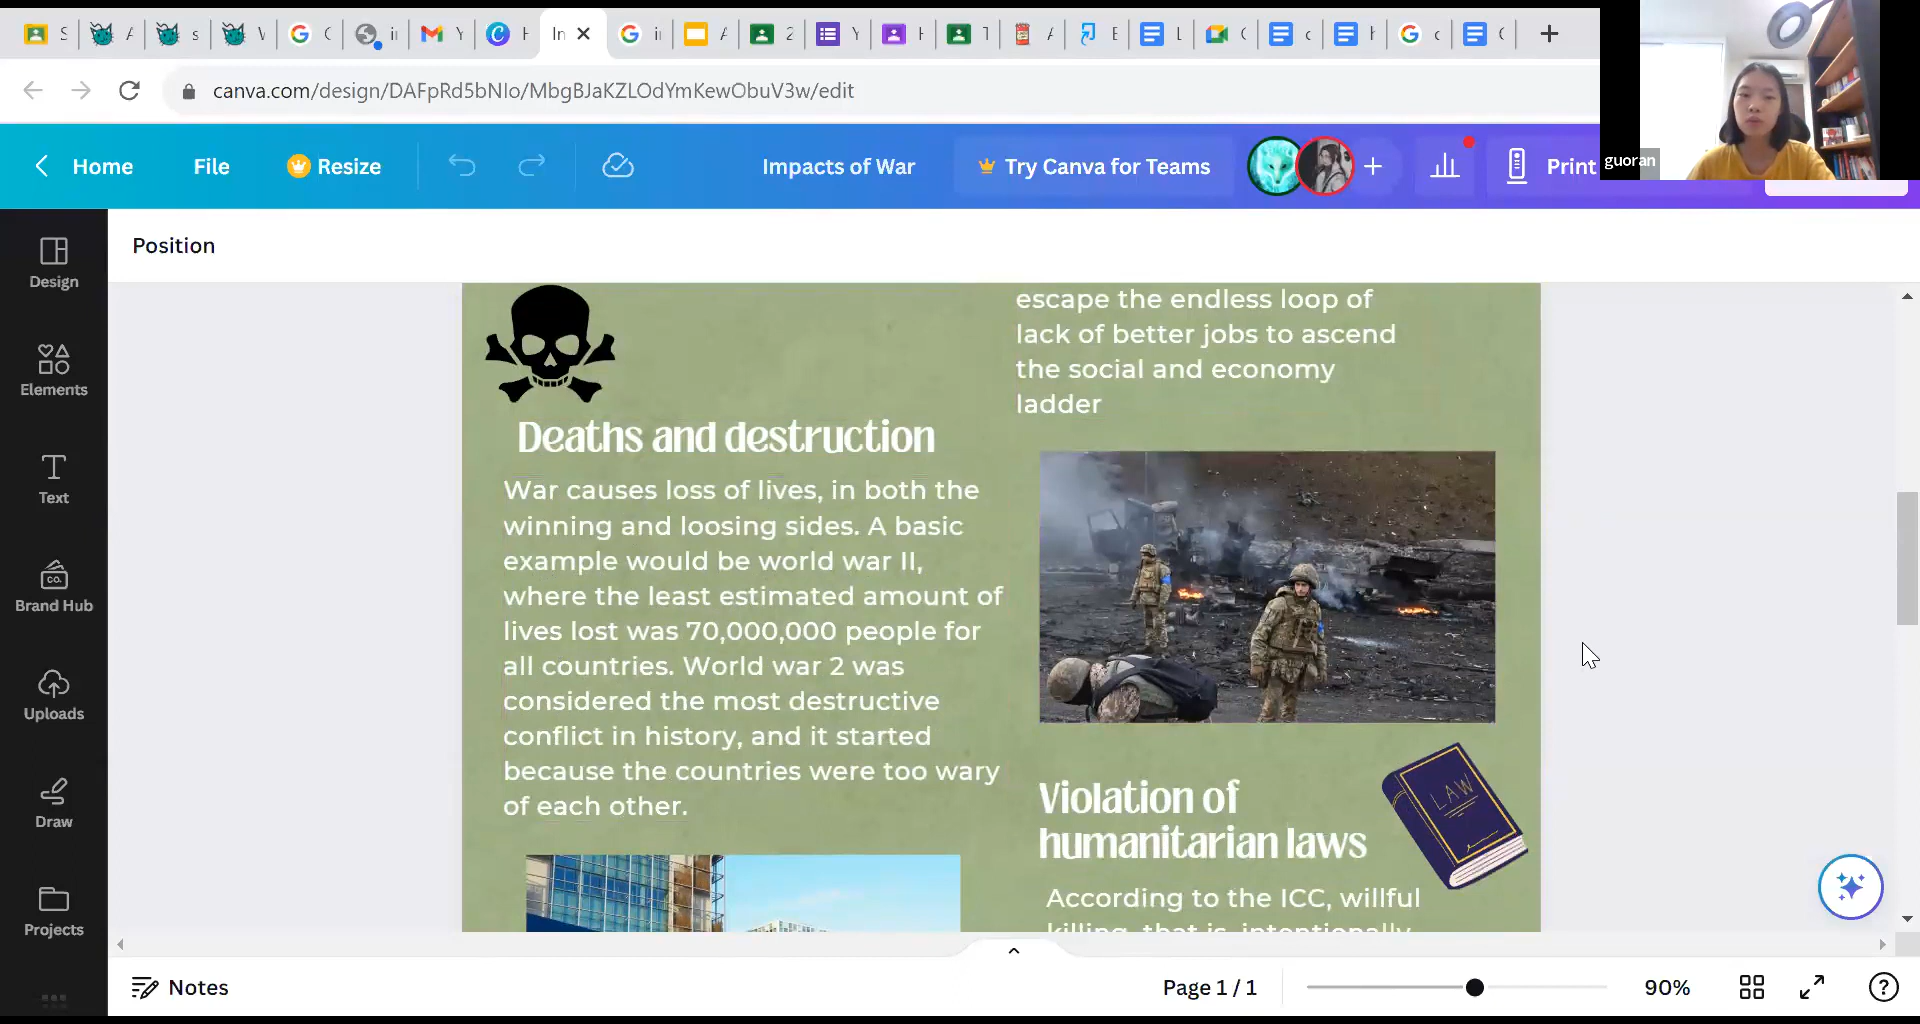 canva.com/design/DAFpRd5bNIo/MbgBJaKZLOdYmKewObuV3w/edit
Home
File
Resize
Impacts of War
Try Canva for Teams
Print
guoran
Position
Design
Elements
Text
Brand Hub
Uploads
Draw
Projects
Deaths and destruction
War causes loss of lives, in both the
winning and loosing sides. A basic
example would be world war II,
where the least estimated amount of
lives lost was 70,000,000 people for
all countries. World war 2 was
considered the most destructive
conflict in history, and it started
because the countries were too wary
of each other.
escape the endless loop of
lack of better jobs to ascend
the social and economy
ladder
Violation of
humanitarian laws
LAW
According to the ICC, willful
killing, that is, intentionally
Notes
Page 1 / 1
90%